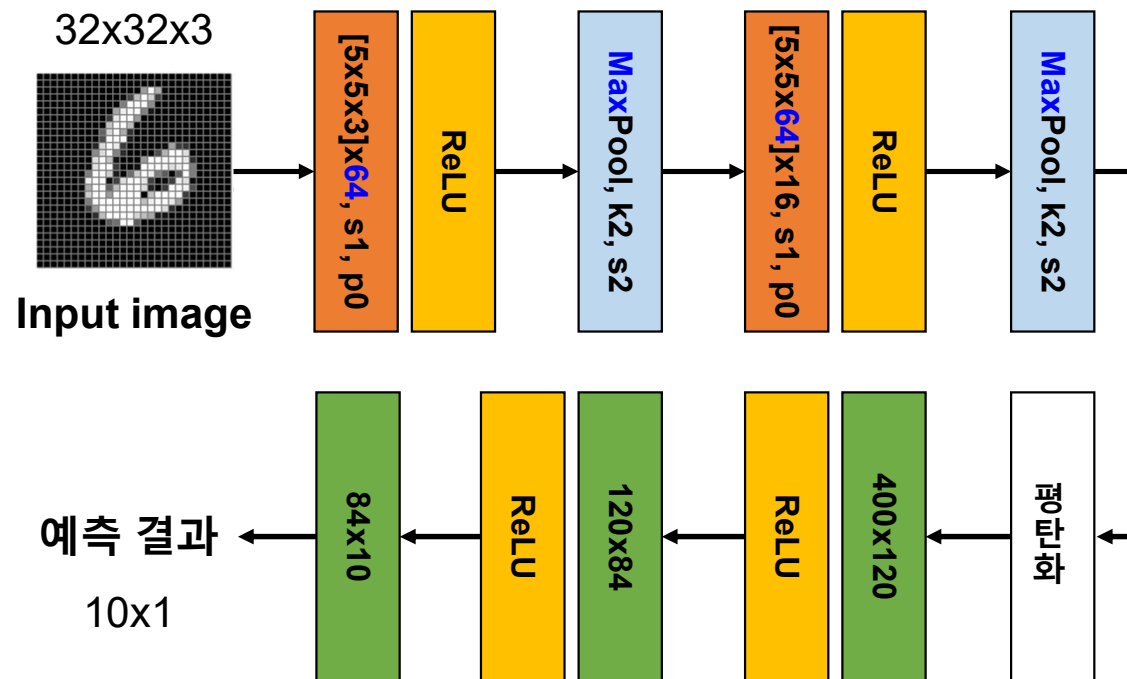 32x32x3
Input image
[5x5x3]x64, s1, p0
ReLU
MaxPool, k2, s2
[5x5x64]x16, s1, p0
ReLU
MaxPool, k2, s2
평탄화
400x120
ReLU
120x84
ReLU
84x10
예측 결과
10x1